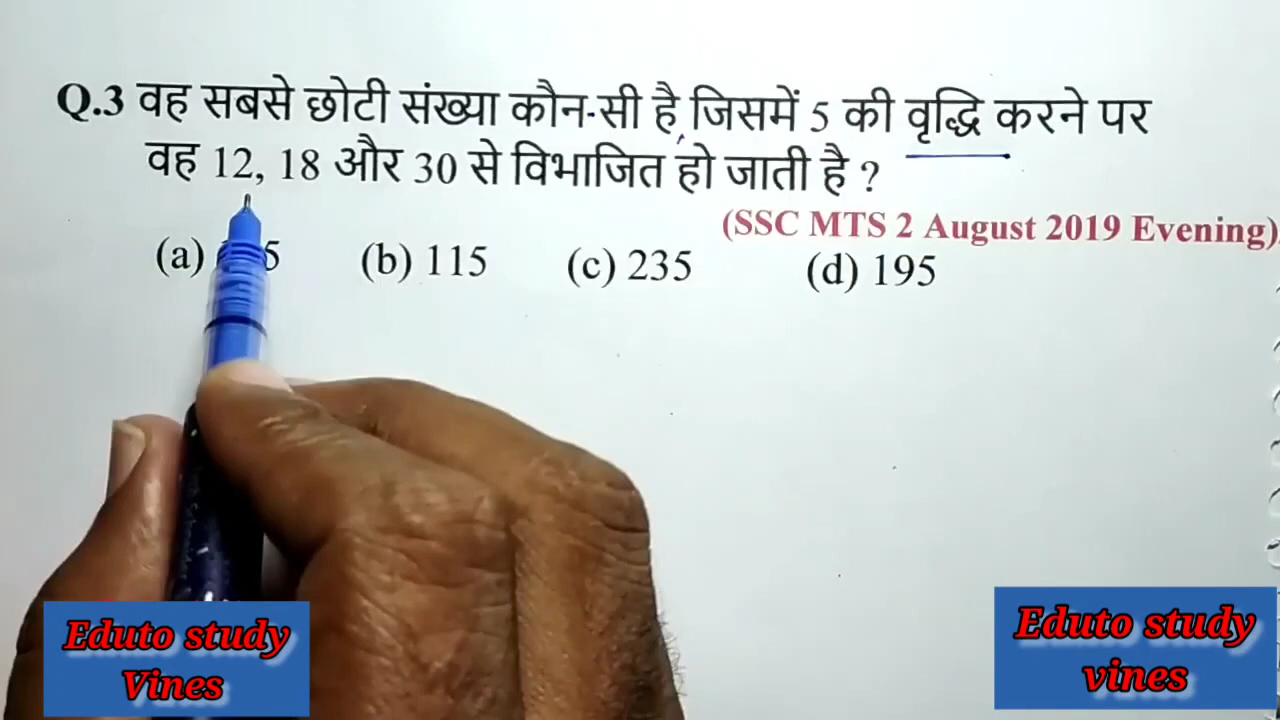 Q.3 वह सबसे छोटी संख्या कौन-सी है जिसमें 5 की वृद्धि करने पर
वह 12, 18 और 30 से विभाजित हो जाती है ?
(SSC MTS 2 August 2019 Evening)
(a) (b) 115 (c) 235 (d) 195
Eduto study
Vines
Eduto study
vines